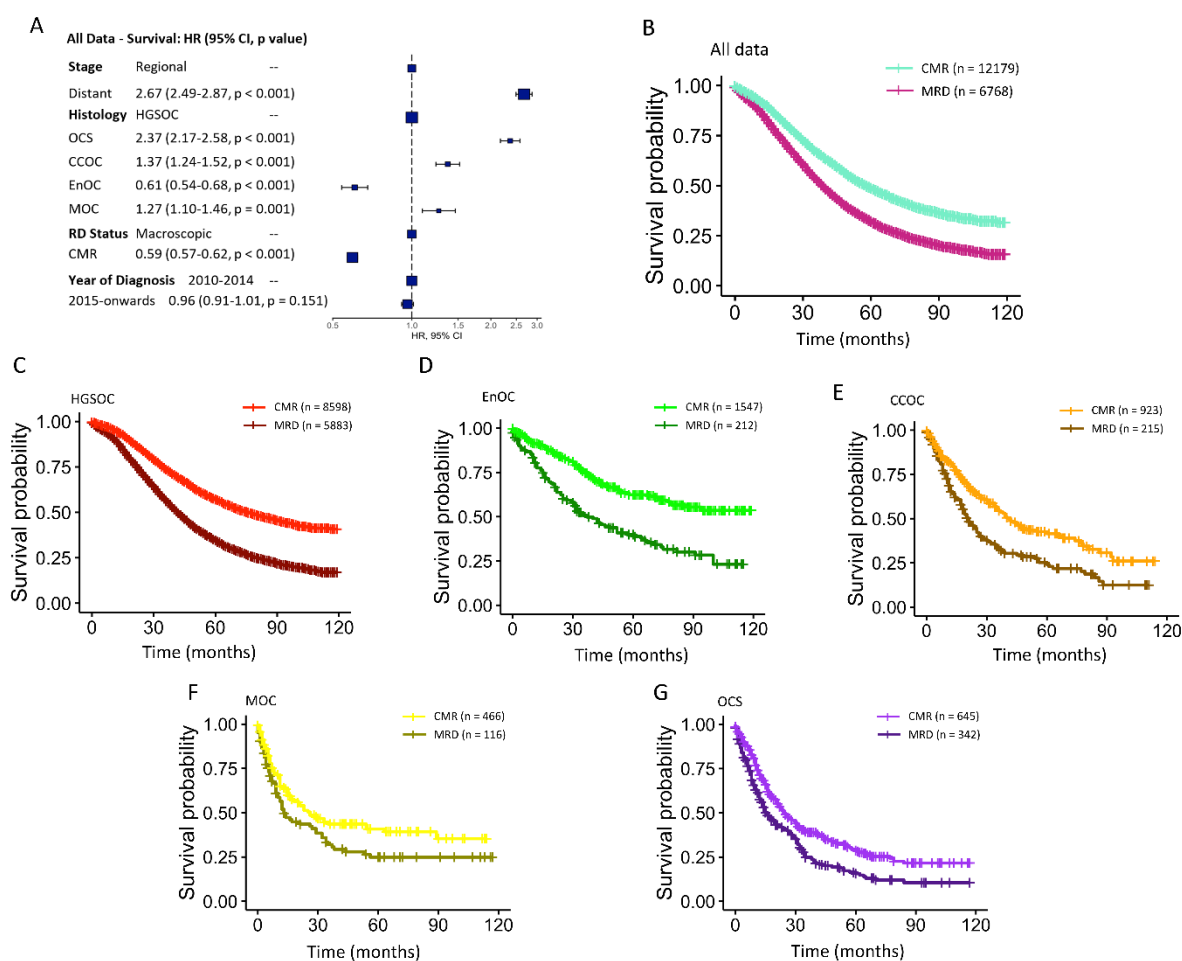 A
All Data - Survival: HR (95% CI, p value)
Stage Regional --
Distant 2.67 (2.49-2.87, p < 0.001)
Histology HGSOC --
OCS 2.37 (2.17-2.58, p < 0.001)
CCOC 1.37 (1.24-1.52, p < 0.001)
EnOC 0.61 (0.54-0.68, p < 0.001)
MOC 1.27 (1.10-1.46, p = 0.001)
RD Status Macroscopic --
CMR 0.59 (0.57-0.62, p < 0.001)
Year of Diagnosis 2010-2014 --
2015-onwards 0.96 (0.91-1.01, p = 0.151)
0.5 1.0 1.5 2.0 2.5 3.0
HR, 95% CI
B
All data
CMR (n = 12179)
MRD (n = 6768)
Survival probability
1.00
0.75
0.50
0.25
0.00
0 30 60 90 120
Time (months)
C
HGSOC
CMR (n = 8598)
MRD (n = 5883)
Survival probability
1.00
0.75
0.50
0.25
0.00
0 30 60 90 120
Time (months)
D
EnOC
CMR (n = 1547)
MRD (n = 212)
Survival probability
1.00
0.75
0.50
0.25
0.00
0 30 60 90 120
Time (months)
E
CCOC
CMR (n = 923)
MRD (n = 215)
Survival probability
1.00
0.75
0.50
0.25
0.00
0 30 60 90 120
Time (months)
F
MOC
CMR (n = 466)
MRD (n = 116)
Survival probability
1.00
0.75
0.50
0.25
0.00
0 30 60 90 120
Time (months)
G
OCS
CMR (n = 645)
MRD (n = 342)
Survival probability
1.00
0.75
0.50
0.25
0.00
0 30 60 90 120
Time (months)